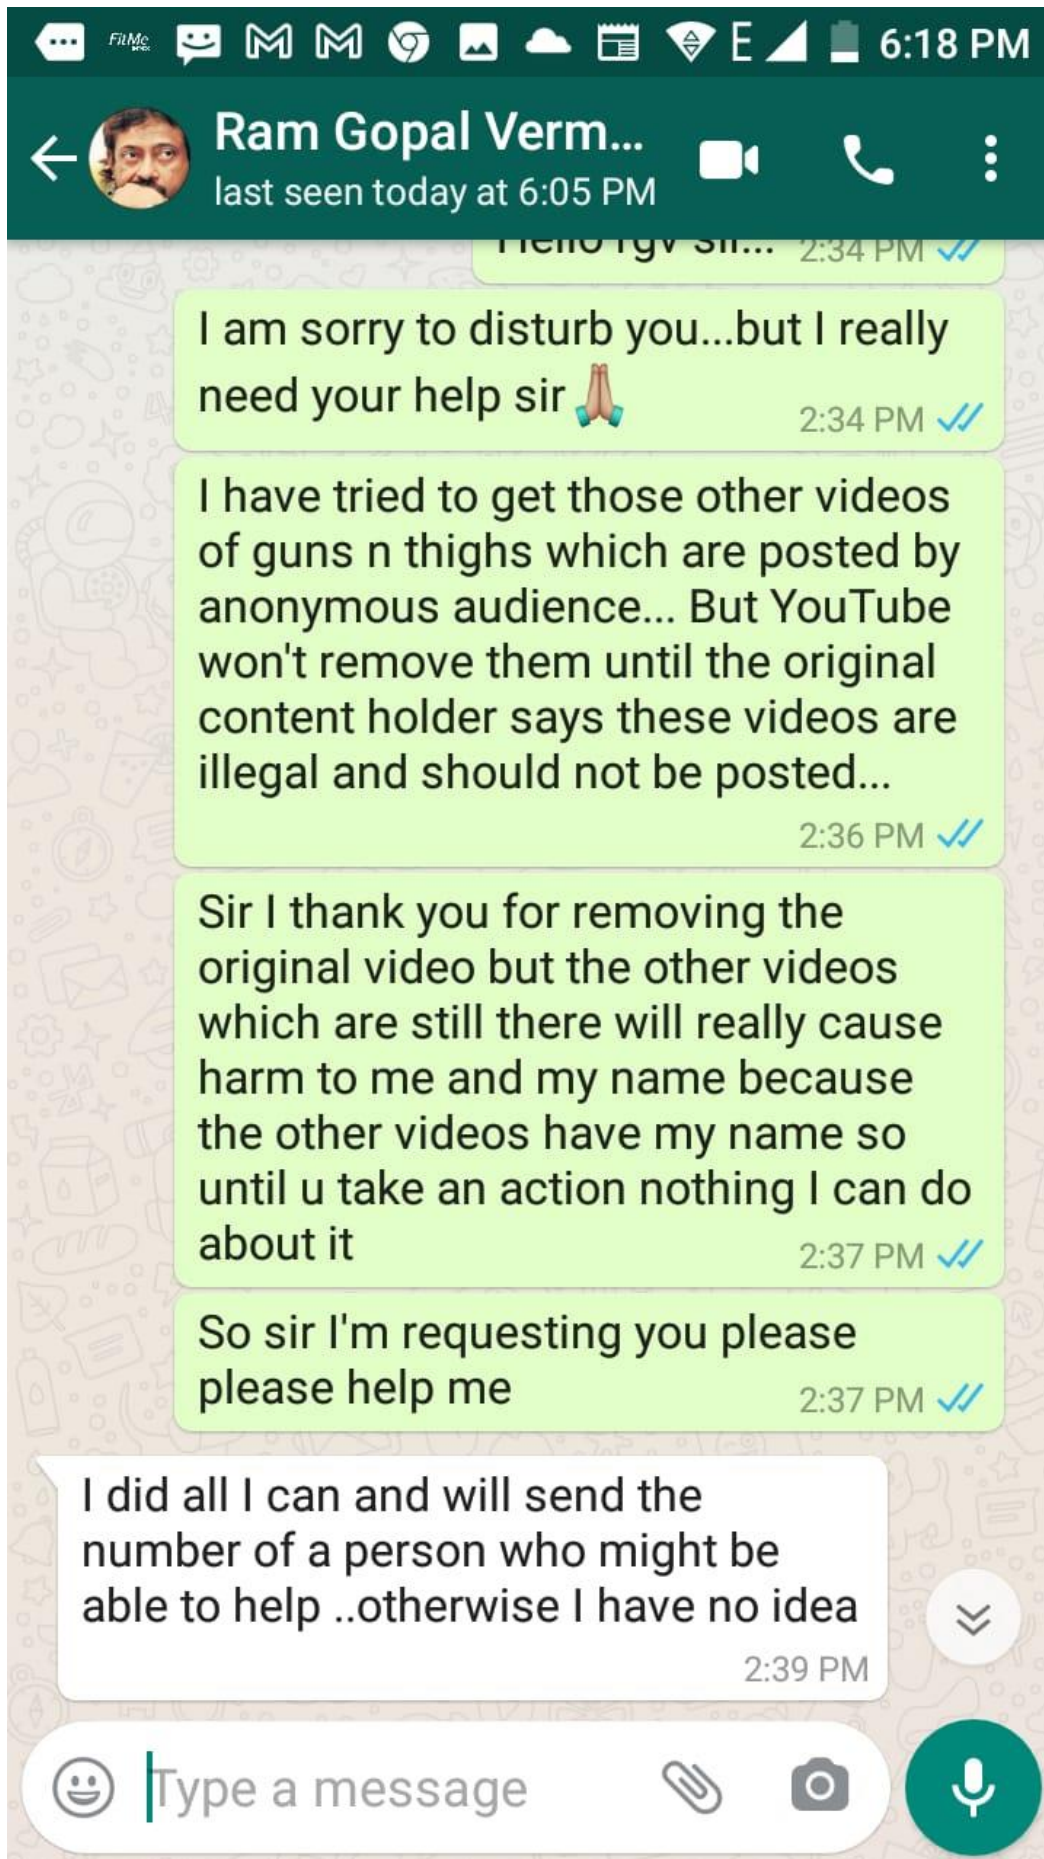 FitMe
E 6:18 PM
Ram Gopal Verm...
last seen today at 6:05 PM
Hello rgv sir... 2:34 PM
I am sorry to disturb you...but I really
need your help sir🙏
2:34 PM
I have tried to get those other videos
of guns n thighs which are posted by
anonymous audience... But YouTube
won't remove them until the original
content holder says these videos are
illegal and should not be posted...
2:36 PM
Sir I thank you for removing the
original video but the other videos
which are still there will really cause
harm to me and my name because
the other videos have my name so
until u take an action nothing I can do
about it
2:37 PM
So sir I'm requesting you please
please help me
2:37 PM
I did all I can and will send the
number of a person who might be
able to help ..otherwise I have no idea
2:39 PM
Type a message